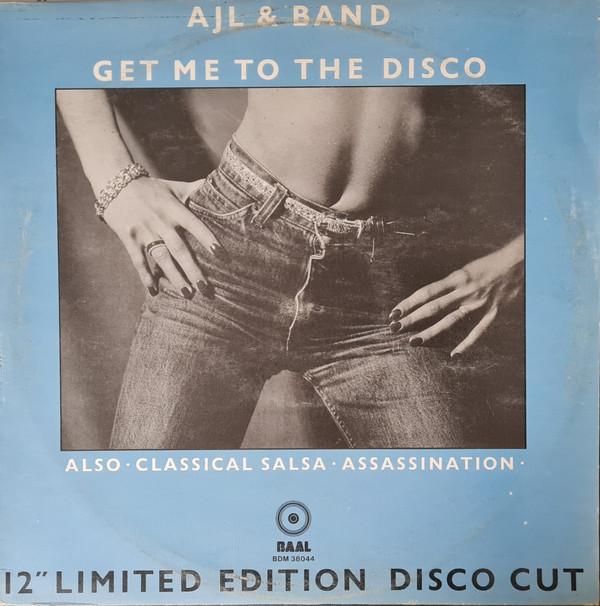 AJL & BAND
GET ME TO THE DISCO
ALSO · CLASSICAL SALSA · ASSASSINATION ·
BAAL
BDM 38044
12" LIMITED EDITION DISCO CUT